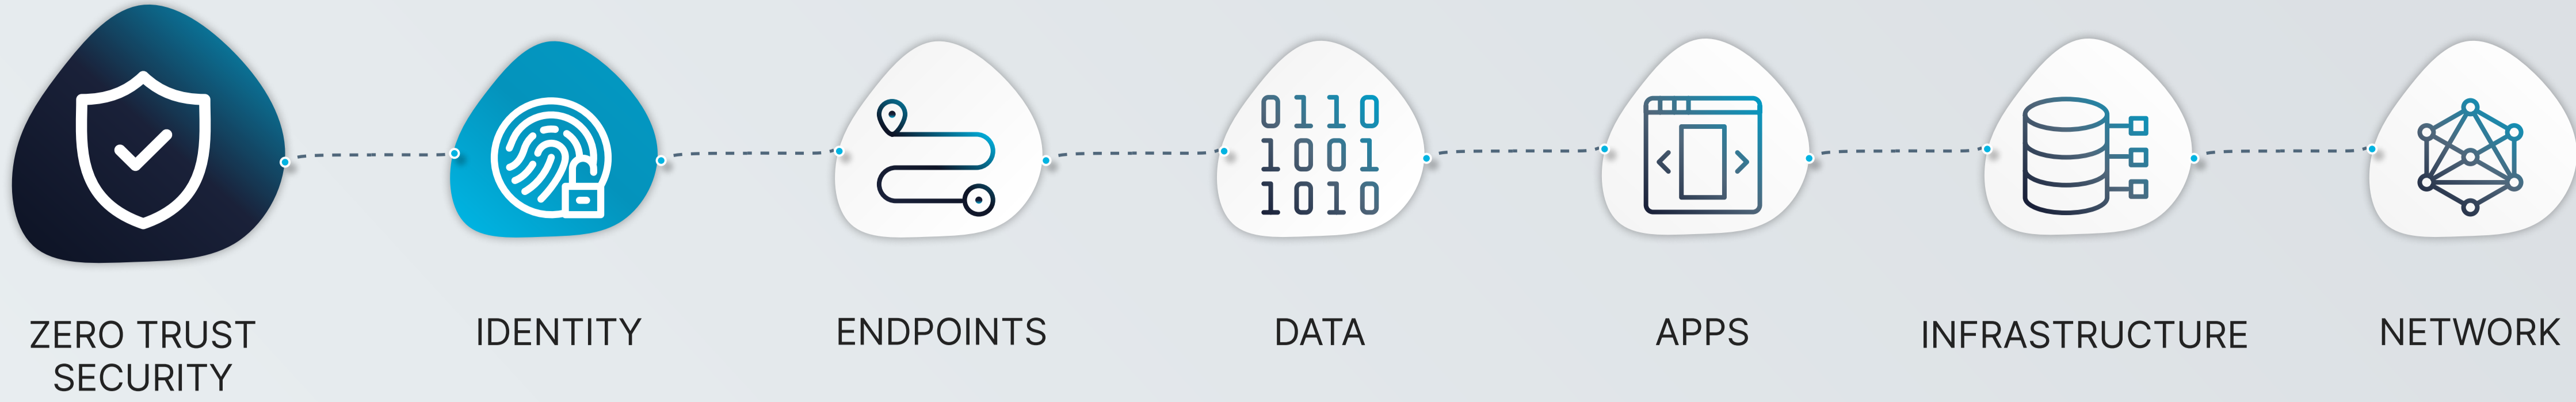 0110
1001
1010
ZERO TRUST
SECURITY
IDENTITY
ENDPOINTS
DATA
APPS
INFRASTRUCTURE
NETWORK